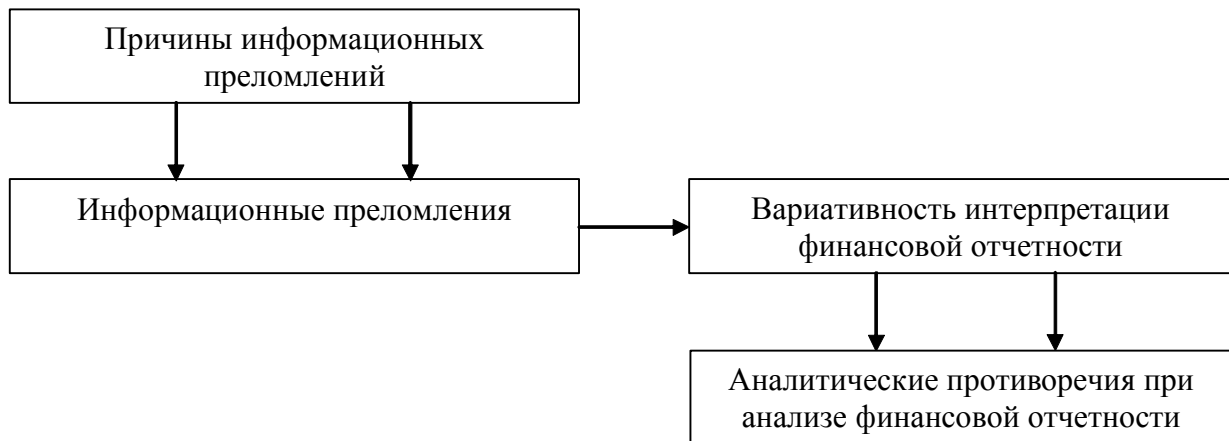 Причины информационных
преломлений
Информационные преломления
Вариативность интерпретации
финансовой отчетности
Аналитические противоречия при
анализе финансовой отчетности